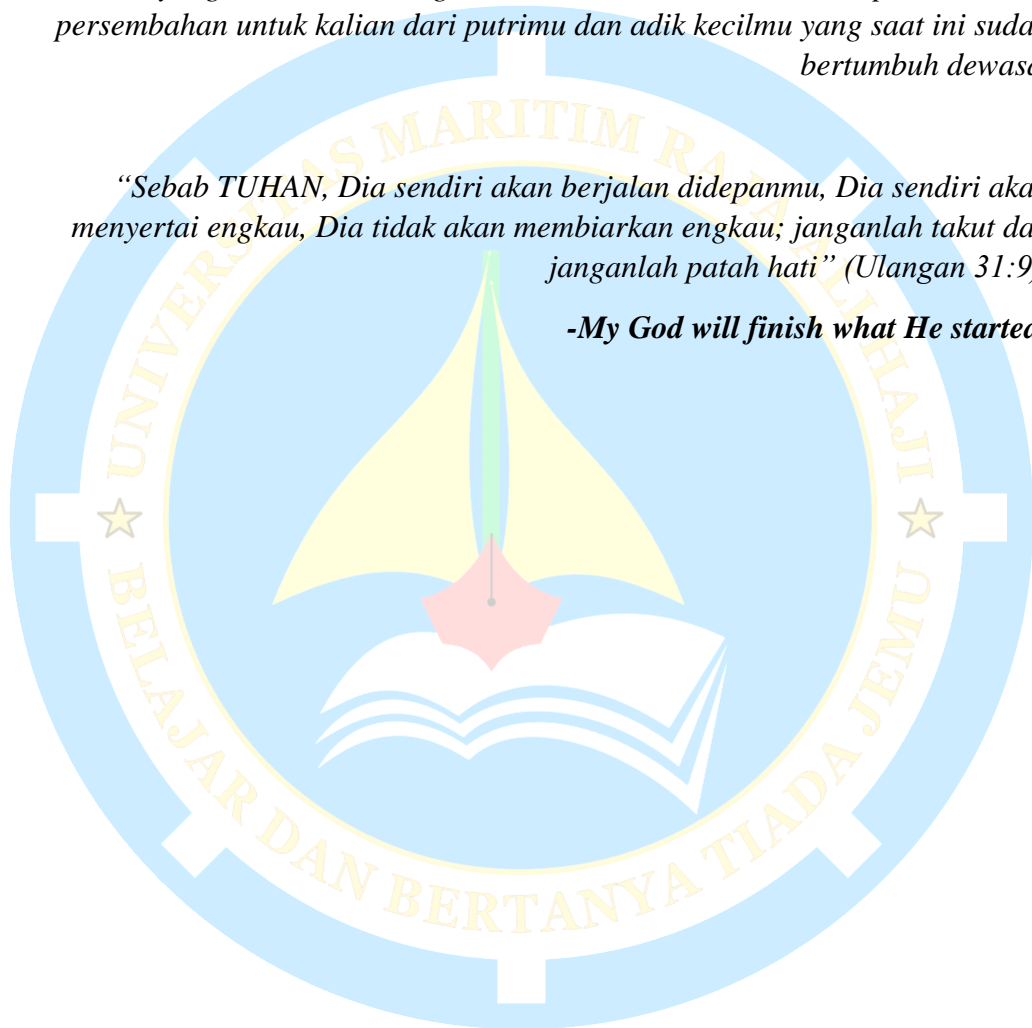 persembahan untuk kalian dari putrimu dan adik kecilmu yang saat ini suda
bertumbuh dewasa
“Sebab TUHAN, Dia sendiri akan berjalan didepanmu, Dia sendiri aka
menyertai engkau, Dia tidak akan membiarkan engkau; janganlah takut da
janganlah patah hati” (Ulangan 31:9
-My God will finish what He started
UNIVERSITAS MARITIM RAJA ALI HAJI
BELAJAR DAN BERTANYA TIADA JEMU